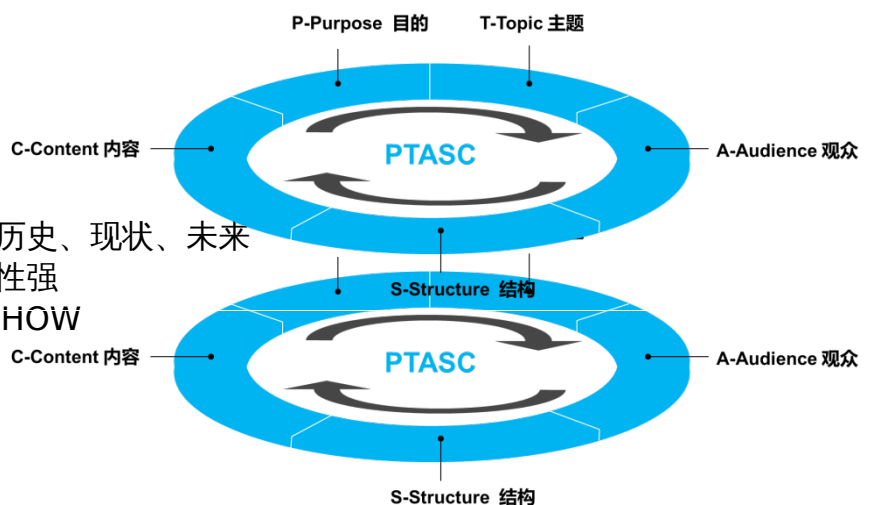 P-Purpose 目的
T-Topic 主题
C-Content 内容
PTASC
A-Audience 观众
历史、现状、未来
性强
S-Structure 结构
HOW
C-Content 内容
PTASC
A-Audience 观众
S-Structure 结构